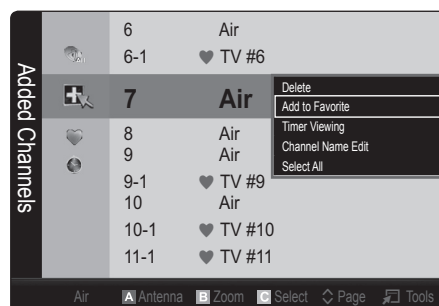 Added Channels
6 Air
6-1 ♥ TV #6
7 Air
8 Air
9 Air
9-1 ♥ TV #9
10 Air
10-1 ♥ TV #10
11-1 ♥ TV #11
Delete
Add to Favorite
Timer Viewing
Channel Name Edit
Select All
Air A Antenna B Zoom C Select Page Tools